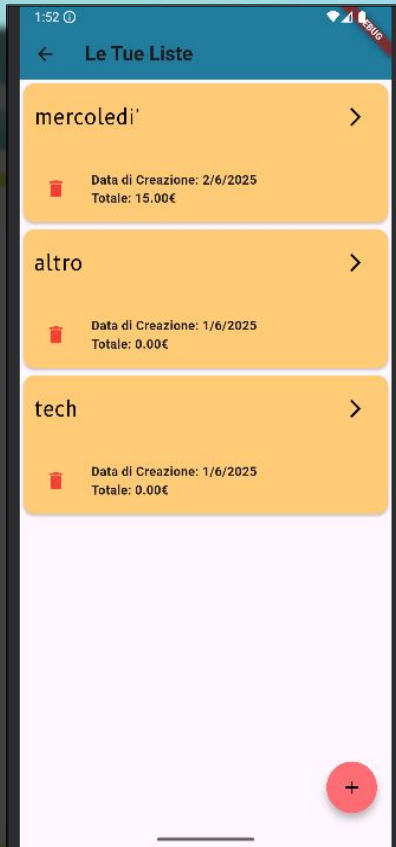 1:52
DEBUG
Le Tue Liste
mercoledi'
Data di Creazione: 2/6/2025
Totale: 15.00€
altro
Data di Creazione: 1/6/2025
Totale: 0.00€
tech
Data di Creazione: 1/6/2025
Totale: 0.00€
+